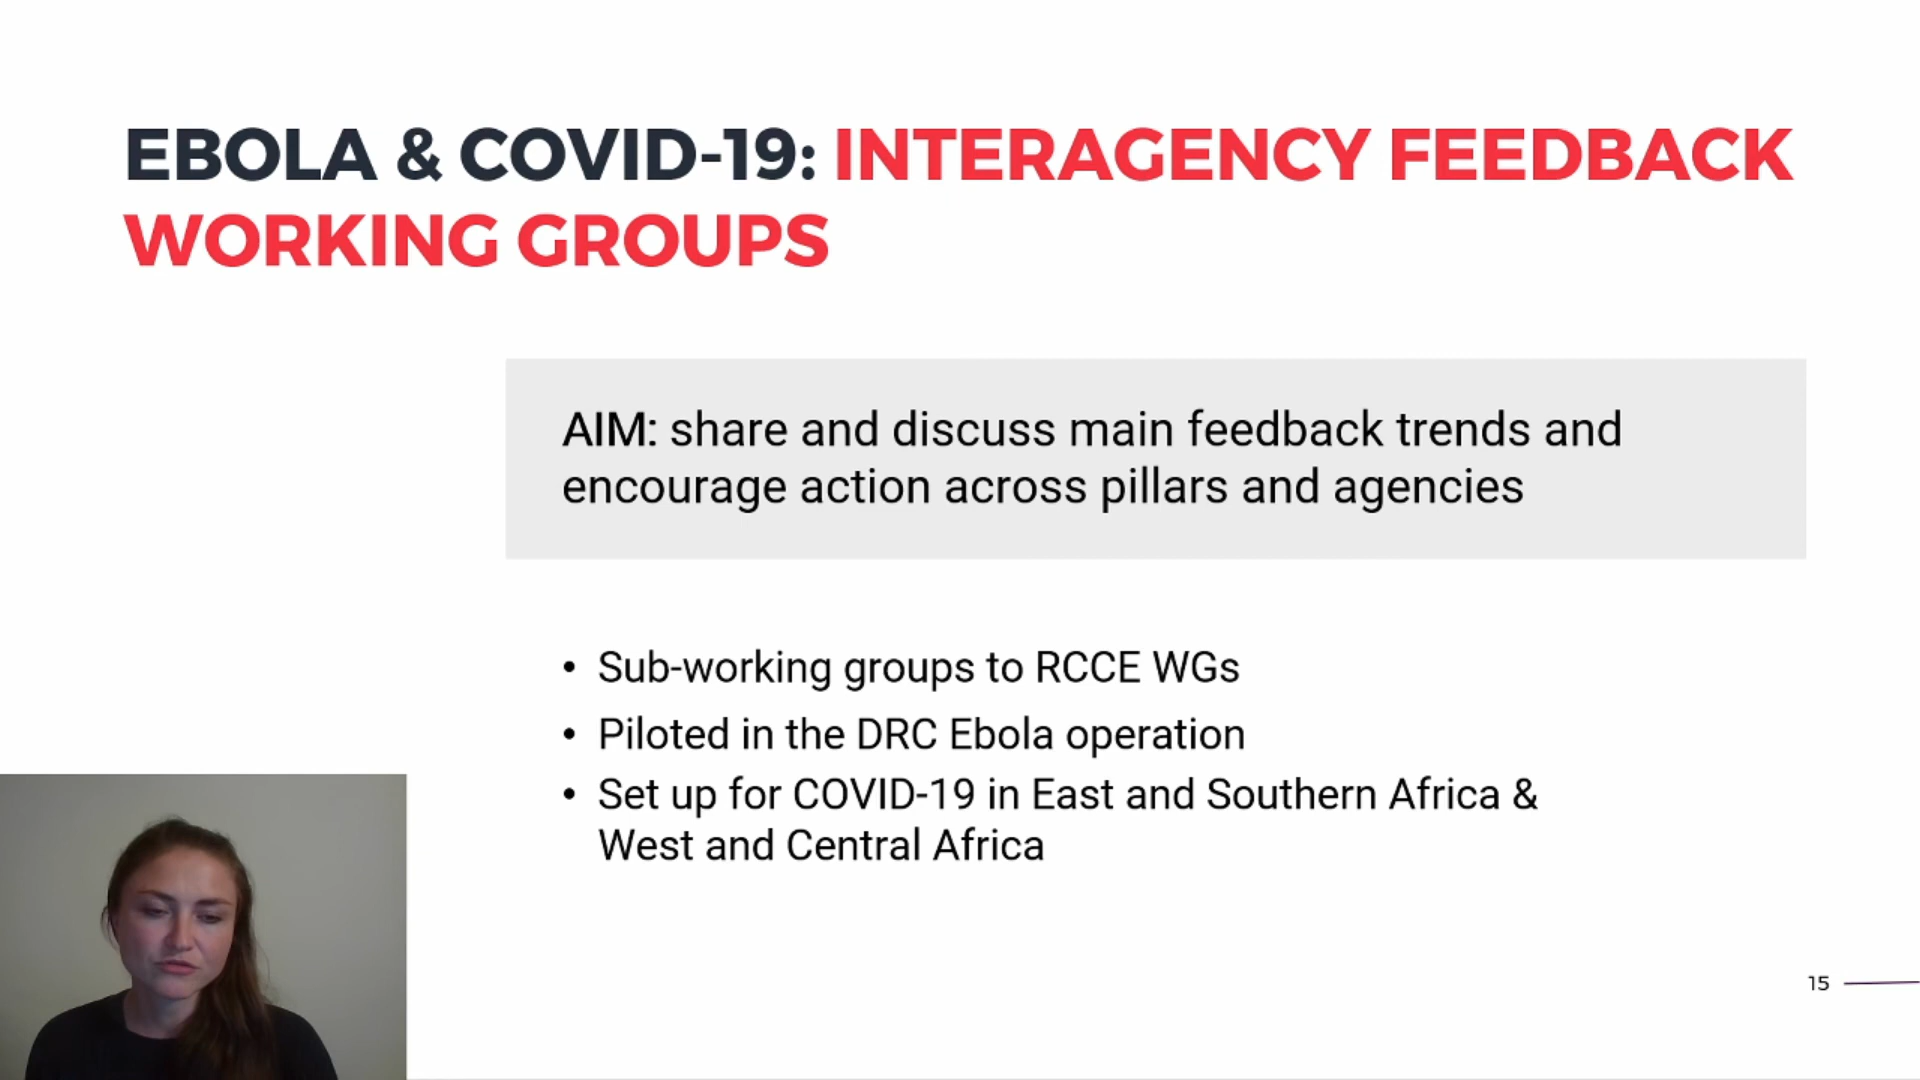 EBOLA & COVID-19: INTERAGENCY FEEDBACK
WORKING GROUPS
AIM: share and discuss main feedback trends and
encourage action across pillars and agencies
• Sub-working groups to RCCE WGs
• Piloted in the DRC Ebola operation
• Set up for COVID-19 in East and Southern Africa &
West and Central Africa
15